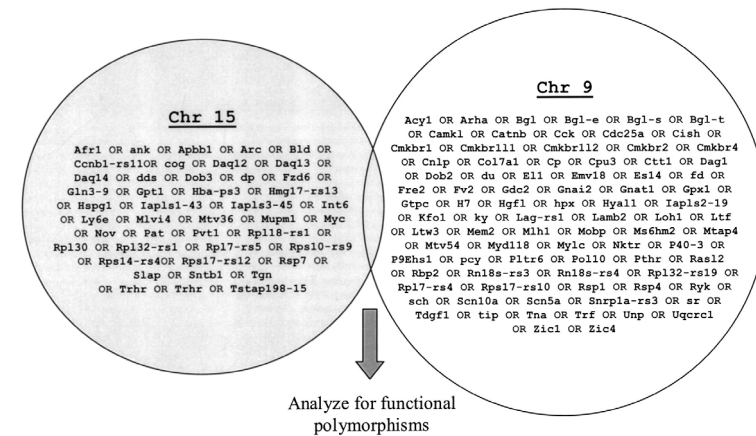 Chr 15
Afr1 OR ank OR Apbb1 OR Arc OR Bld OR
Ccnb1-rs11OR cog OR Daq12 OR Daq13 OR
Daq14 OR dds OR Dob3 OR dp OR Fzd6 OR
Gln3-9 OR Gpt1 OR Hba-ps3 OR Hmg17-rs13
OR Hspg1 OR Iapls1-43 OR Iapls3-45 OR Int6
OR Ly6e OR Mlvi4 OR Mtv36 OR Mupm1 OR Myc
OR Nov OR Pat OR Pvt1 OR Rpl18-rs1 OR
Rpl30 OR Rpl32-rs1 OR Rpl7-rs5 OR Rps10-rs9
OR Rps14-rs4OR Rps17-rs12 OR Rsp7 OR
Slap OR Sntb1 OR Tgn
OR Trhr OR Trhr OR Tstap198-15
Chr 9
Acy1 OR Arha OR Bgl OR Bgl-e OR Bgl-s OR Bgl-t
OR Camk1 OR Catnb OR Cck OR Cdc25a OR Cish OR
Cmkbr1 OR Cmkbr1l1 OR Cmkbr1l2 OR Cmkbr2 OR Cmkbr4
OR Cnlp OR Col7a1 OR Cp OR Cpu3 OR Ctt1 OR Dag1
OR Dob2 OR du OR El1 OR Emv18 OR Es14 OR fd OR
Fre2 OR Fv2 OR Gdc2 OR Gnai2 OR Gnat1 OR Gpx1 OR
Gtpc OR H7 OR Hgfl OR hpx OR Hyal1 OR Iapls2-19
OR Kfo1 OR ky OR Lag-rs1 OR Lamb2 OR Loh1 OR Ltf
OR Ltw3 OR Mem2 OR Mlh1 OR Mobp OR Ms6hm2 OR Mtap4
OR Mtv54 OR Myd118 OR Mylc OR Nktr OR P40-3 OR
P9Ehs1 OR pcy OR Pltr6 OR Pol10 OR Pthr OR Rasl2
OR Rbp2 OR Rn18s-rs3 OR Rn18s-rs4 OR Rpl32-rs19 OR
Rpl7-rs4 OR Rps17-rs10 OR Rsp1 OR Rsp4 OR Ryk OR
sch OR Scn10a OR Scn5a OR Snrp1a-rs3 OR sr OR
Tdgf1 OR tip OR Tna OR Trf OR Unp OR Uqcrc1
OR Zic1 OR Zic4
Analyze for functional
polymorphisms